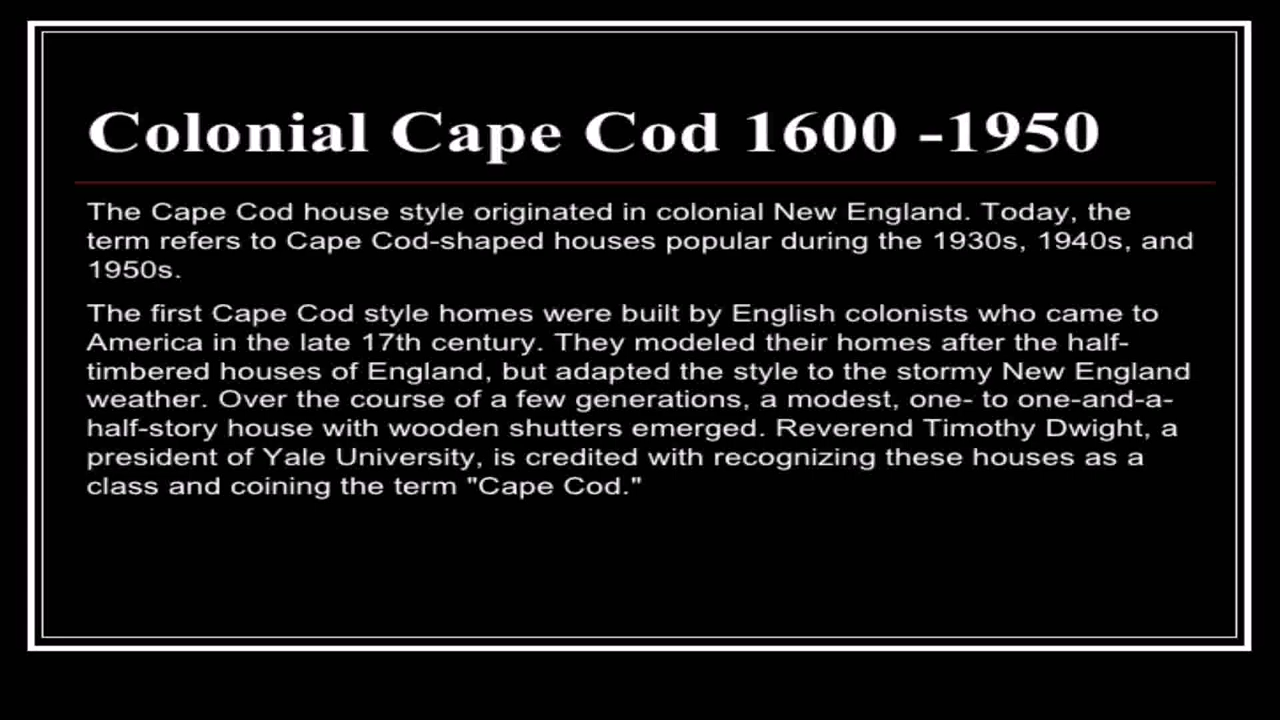 Colonial Cape Cod 1600 -1950
The Cape Cod house style originated in colonial New England. Today, the
term refers to Cape Cod-shaped houses popular during the 1930s, 1940s, and
1950s.
The first Cape Cod style homes were built by English colonists who came to
America in the late 17th century. They modeled their homes after the half-
timbered houses of England, but adapted the style to the stormy New England
weather. Over the course of a few generations, a modest, one- to one-and-a-
half-story house with wooden shutters emerged. Reverend Timothy Dwight, a
president of Yale University, is credited with recognizing these houses as a
class and coining the term "Cape Cod."